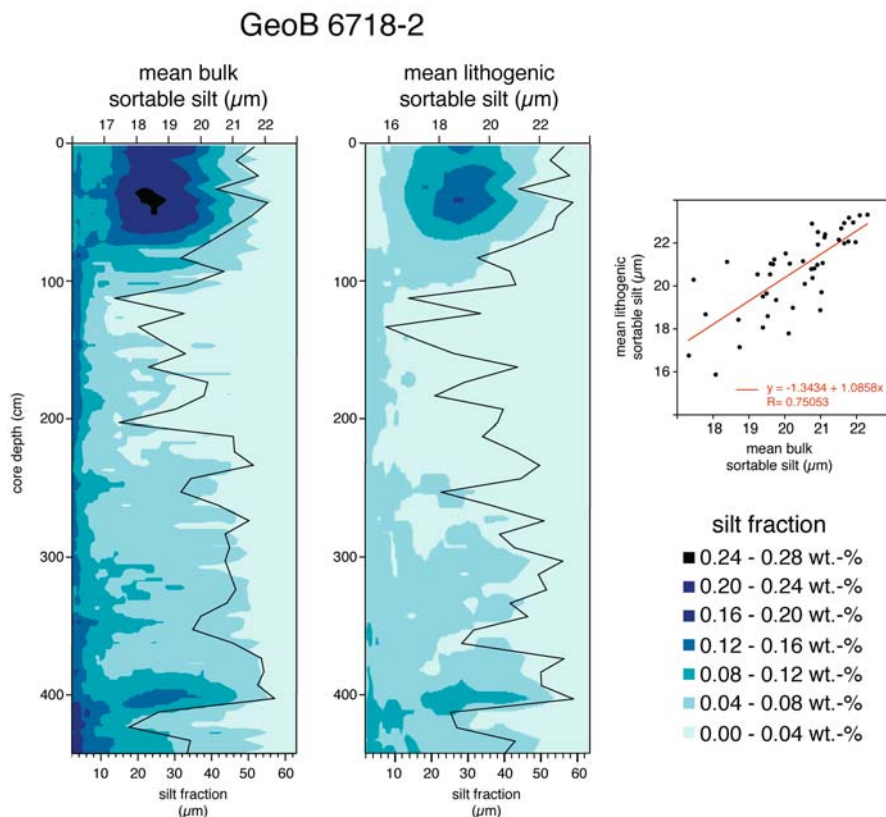 GeoB 6718-2
mean bulk
sortable silt (µm)
17 18 19 20 21 22
mean lithogenic
sortable silt (µm)
16 18 20 22
core depth (cm)
0
100
200
300
400
10 20 30 40 50 60
silt fraction
(µm)
0
100
200
300
400
10 20 30 40 50 60
silt fraction
(µm)
mean lithogenic
sortable silt (µm)
22
20
18
16
y = -1.3434 + 1.0858x
R= 0.75053
18 19 20 21 22
mean bulk
sortable silt (µm)
silt fraction
0.24 - 0.28 wt.-%
0.20 - 0.24 wt.-%
0.16 - 0.20 wt.-%
0.12 - 0.16 wt.-%
0.08 - 0.12 wt.-%
0.04 - 0.08 wt.-%
0.00 - 0.04 wt.-%